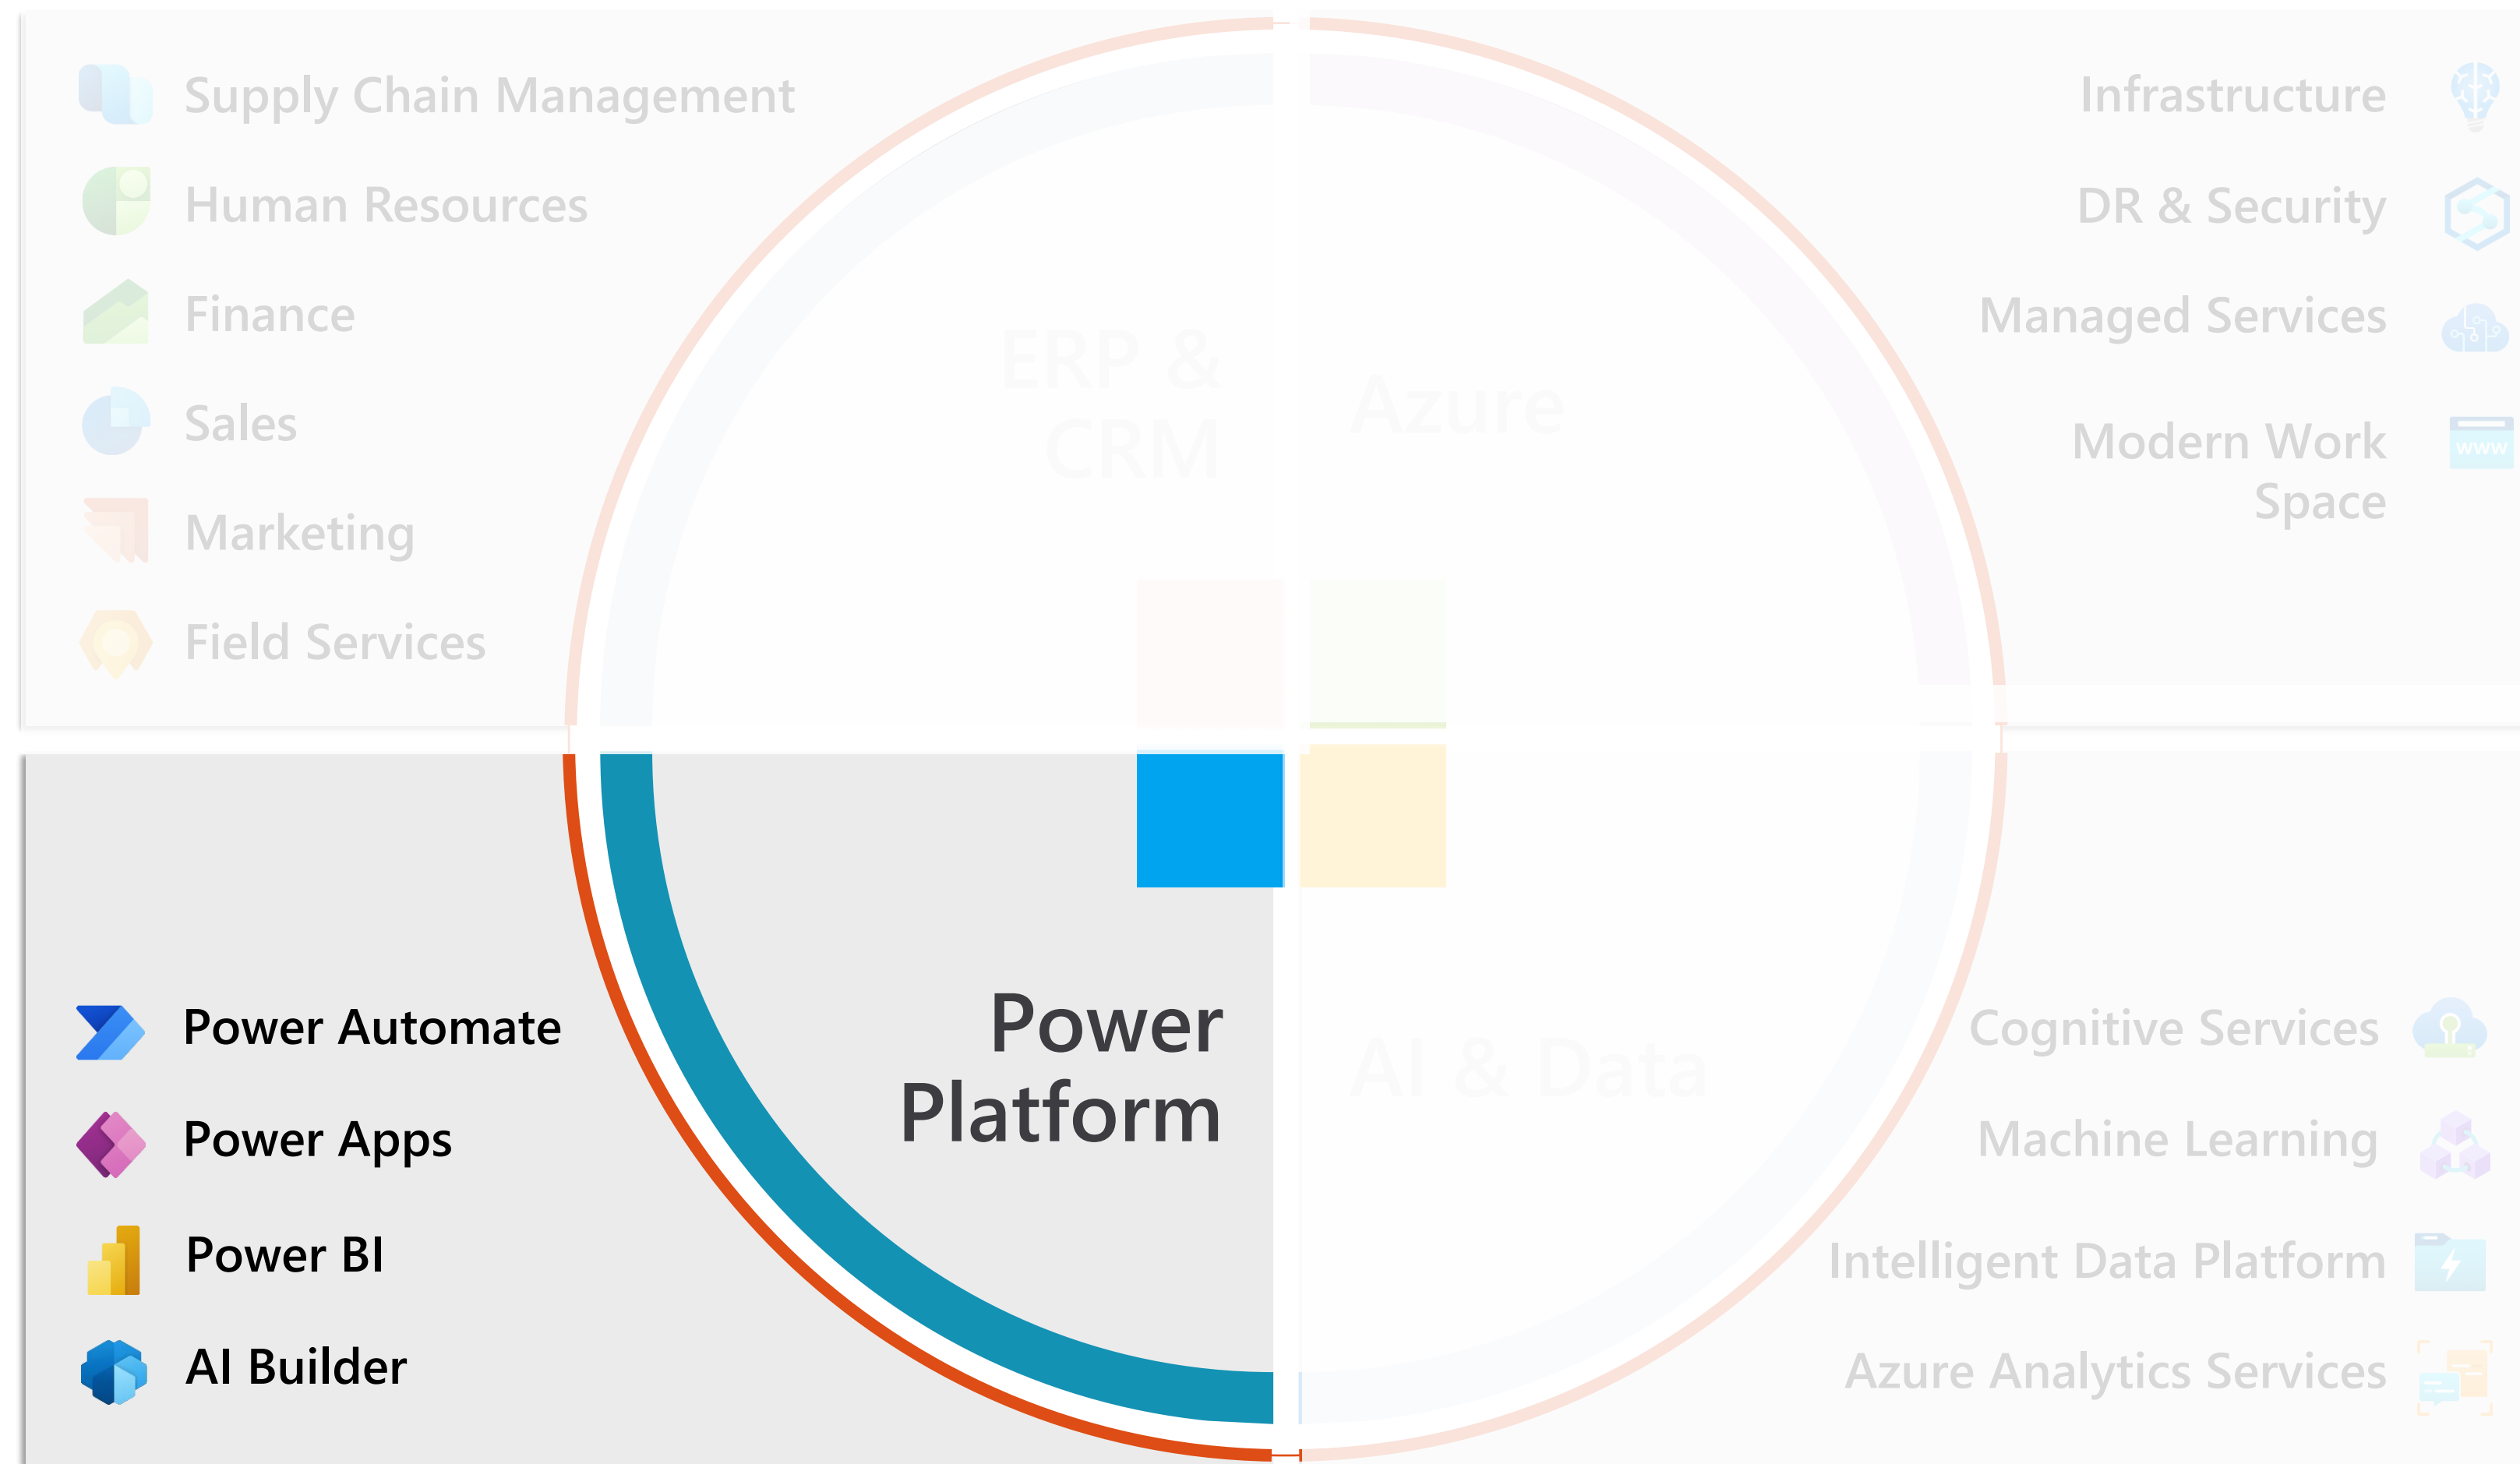 Supply Chain Management
Human Resources
Finance
Sales
Marketing
Field Services
ERP &
CRM
Azure
Infrastructure
DR & Security
Managed Services
Modern Work
Space
www
Power Automate
Power Apps
Power BI
AI Builder
Power
Platform
AI & Data
Cognitive Services
Machine Learning
Intelligent Data Platform
Azure Analytics Services